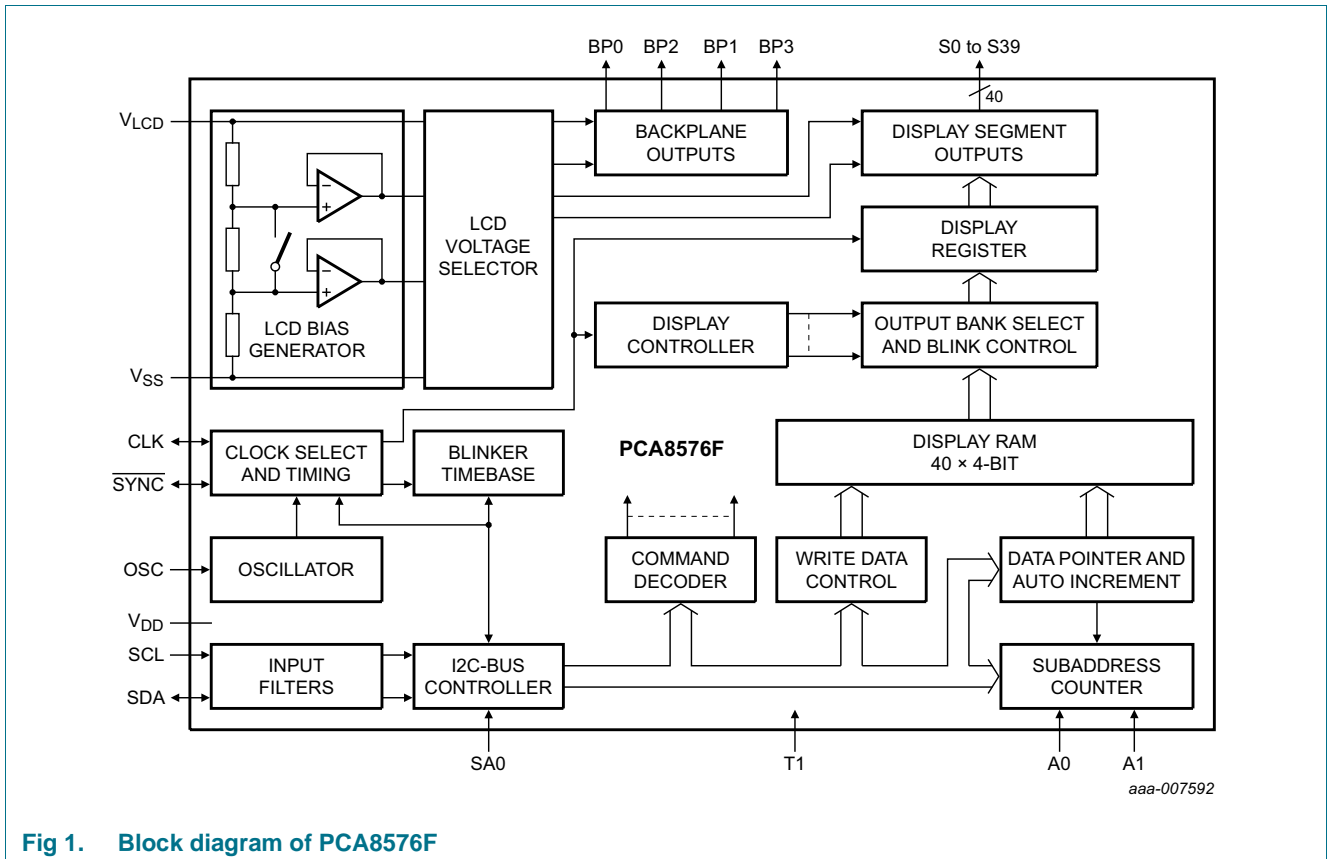 BP0 BP2 BP1 BP3 S0 to S39
40
VLCD
BACKPLANE
OUTPUTS
DISPLAY SEGMENT
OUTPUTS
LCD
VOLTAGE
SELECTOR
DISPLAY
REGISTER
LCD BIAS
GENERATOR
DISPLAY
CONTROLLER
OUTPUT BANK SELECT
AND BLINK CONTROL
VSS
CLK
SYNC
CLOCK SELECT
AND TIMING
BLINKER
TIMEBASE
PCA8576F
DISPLAY RAM
40 × 4-BIT
OSC
OSCILLATOR
COMMAND
DECODER
WRITE DATA
CONTROL
DATA POINTER AND
AUTO INCREMENT
VDD
SCL
SDA
INPUT
FILTERS
I2C-BUS
CONTROLLER
SUBADDRESS
COUNTER
SA0 T1 A0 A1
aaa-007592
Fig 1. Block diagram of PCA8576F